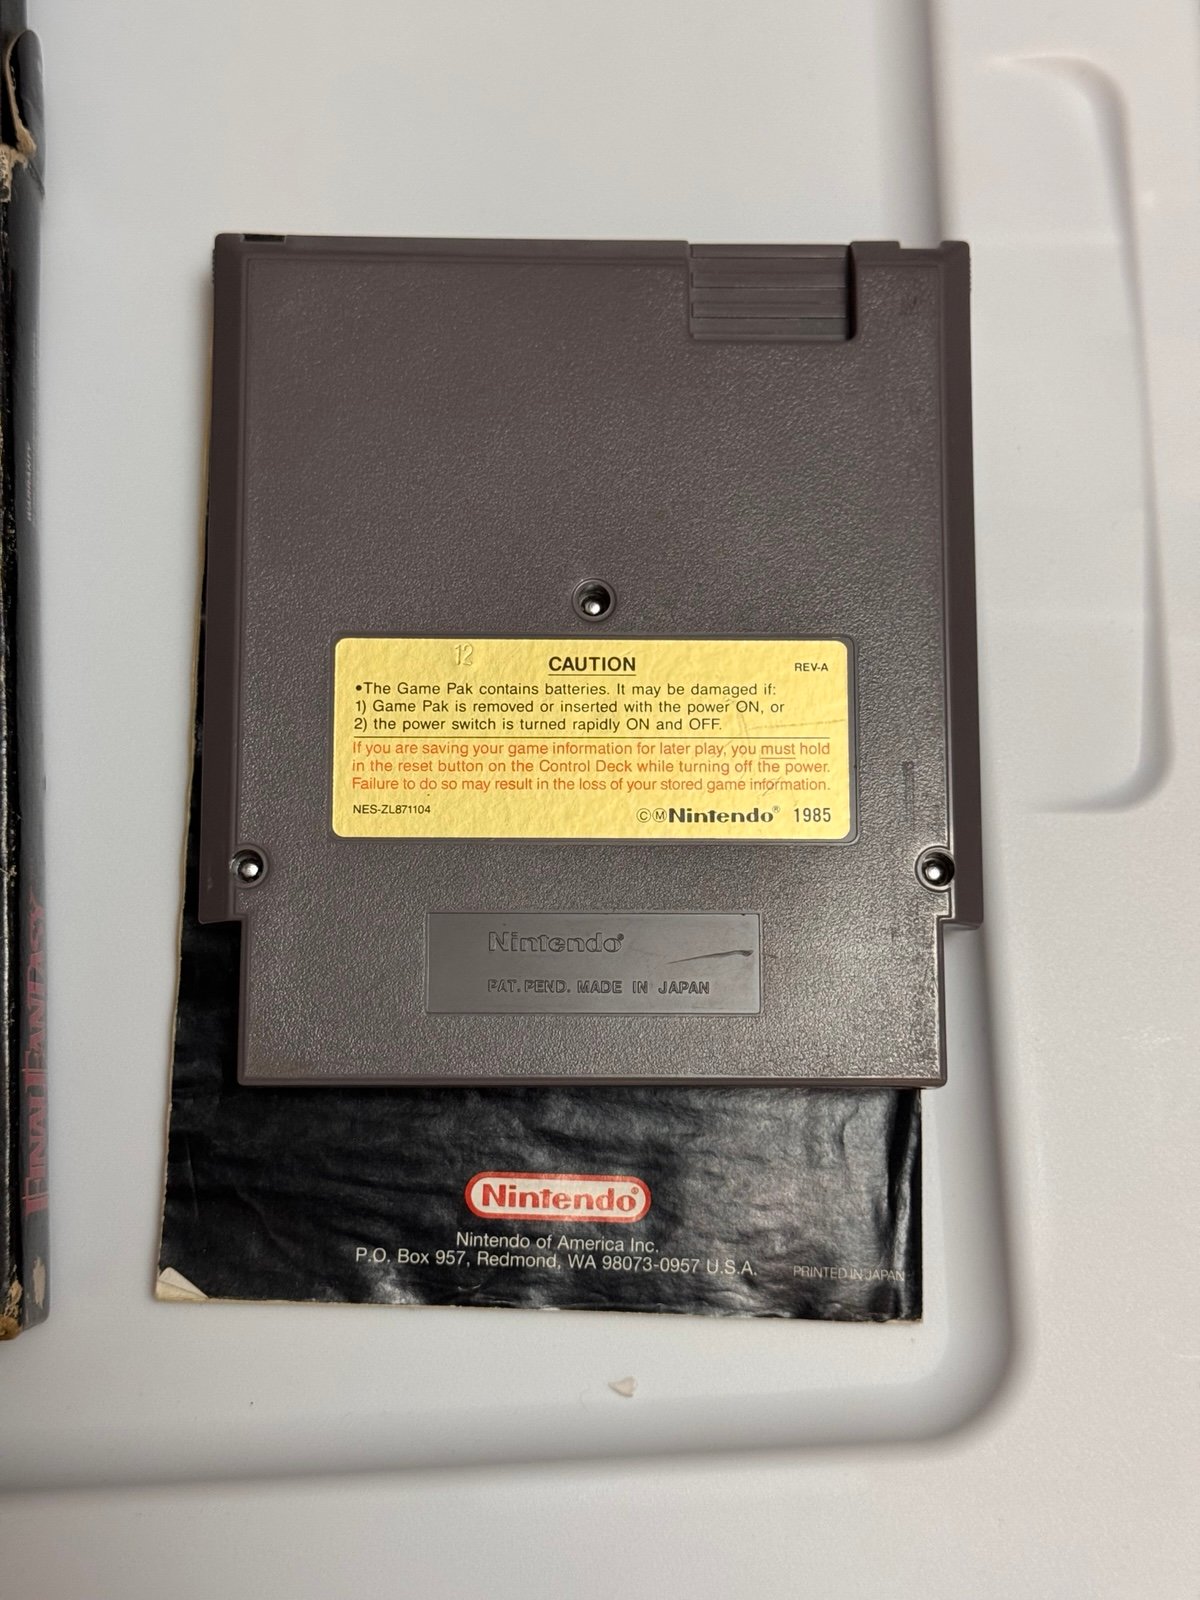 WARRANTY
FINAL FANTASY
12
CAUTION
REV-A
•The Game Pak contains batteries. It may be damaged if:
1) Game Pak is removed or inserted with the power ON, or
2) the power switch is turned rapidly ON and OFF.
If you are saving your game information for later play, you must hold
in the reset button on the Control Deck while turning off the power.
Failure to do so may result in the loss of your stored game information.
NES-ZL871104
©ⓂNintendo® 1985
Nintendo®
PAT. PEND. MADE IN JAPAN
Nintendo®
Nintendo of America Inc.
P.O. Box 957, Redmond, WA 98073-0957 U.S.A.
PRINTED IN JAPAN